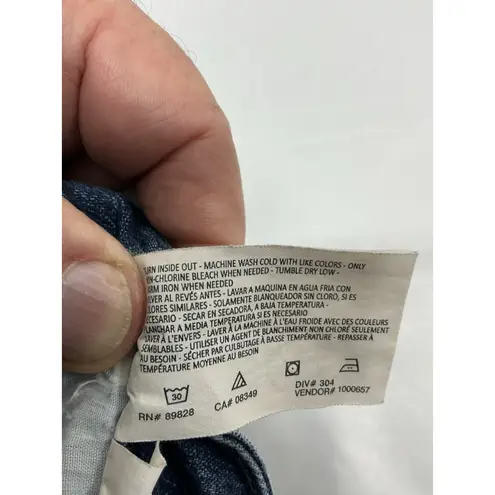 URN INSIDE OUT - MACHINE WASH COLD WITH LIKE COLORS - ONLY
N-CHLORINE BLEACH WHEN NEEDED - TUMBLE DRY LOW -
ARM IRON WHEN NEEDED
LVER AL REVÉS ANTES - LAVAR A MAQUINA EN AGUA FRIA CON
LORES SIMILARES - SOLAMENTE BLANQUEADOR SIN CLORO, SI ES
ECESARIO - SECAR EN SECADORA, A BAJA TEMPERATURA -
LANCHAR A MEDIA TEMPERATURA SI ES NECESARIO
AVER À L'ENVERS - LAVER À LA MACHINE À L'EAU FROIDE AVEC DES COULEURS
SEMBLABLES - UTILISER UN AGENT DE BLANCHIMENT NON CHLORÉ SEULEMENT
AU BESOIN - SÉCHER PAR CULBUTAGE À BASSE TEMPÉRATURE - REPASSER À
TEMPÉRATURE MOYENNE AU BESOIN
30
RN# 89828
CA# 08349
DIV# 304
VENDOR# 1000657